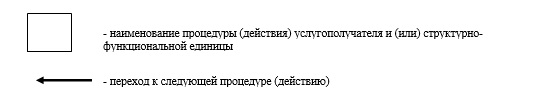 - наименование процедуры (действия) услугополучателя и (или) структурно-
функциональной единицы
- переход к следующей процедуре (действию)